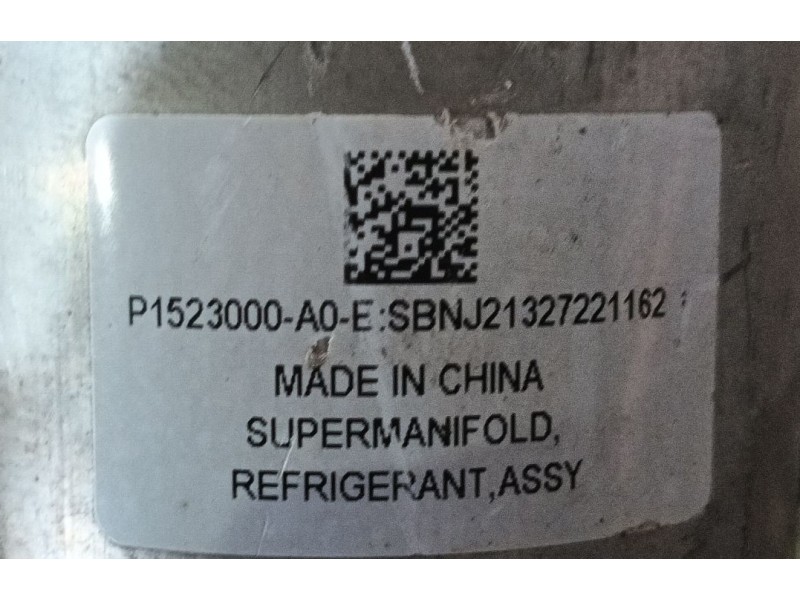 P1523000-A0-E:SBNJ21327221162 :
MADE IN CHINA
SUPERMANIFOLD,
REFRIGERANT,ASSY